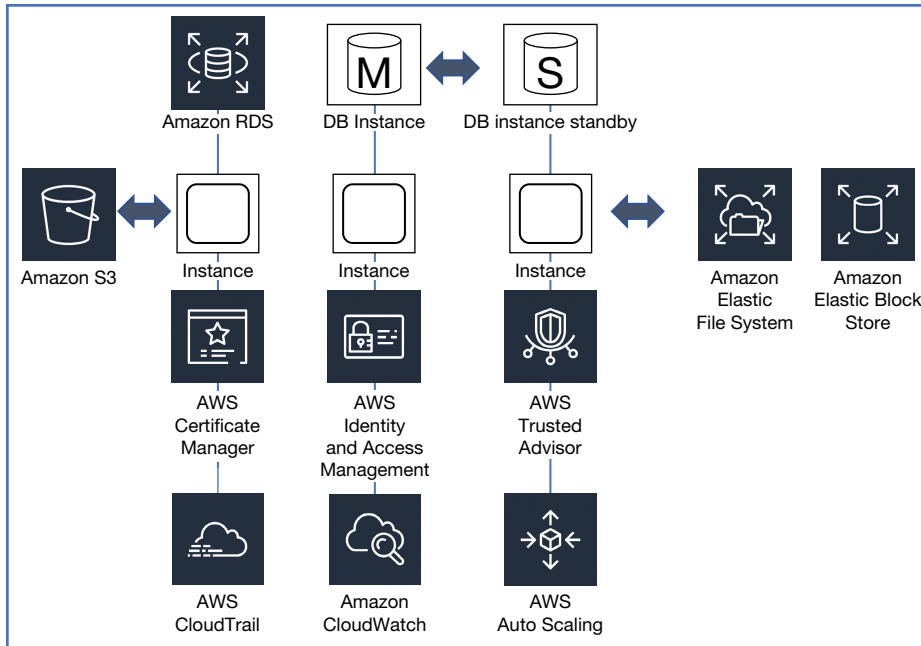 M
S
Amazon RDS
DB Instance
DB instance standby
Amazon S3
Instance
Instance
Instance
Amazon
Elastic
File System
Amazon
Elastic Block
Store
AWS
Certificate
Manager
AWS
Identity
and Access
Management
AWS
Trusted
Advisor
AWS
CloudTrail
Amazon
CloudWatch
AWS
Auto Scaling